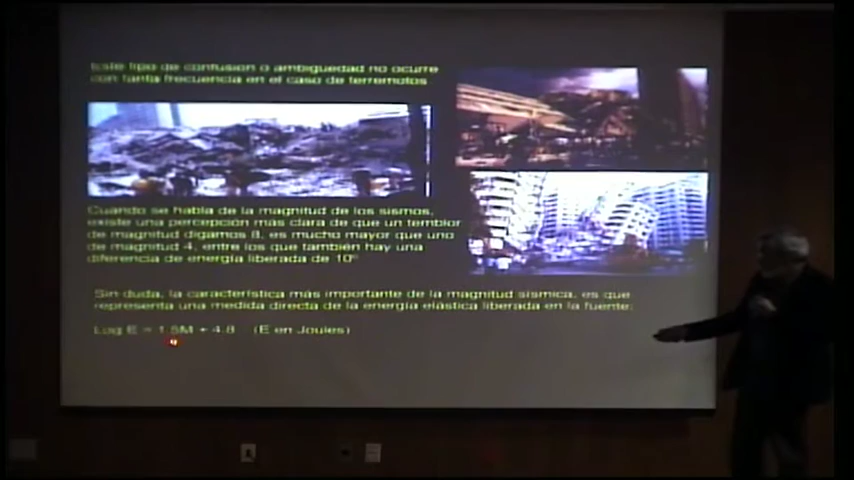 Este tipo de confusion o ambiguedad no ocurre
con tanta frecuencia en el caso de terremotos
Cuando se habla de la magnitud de los sismos,
existe una percepción más clara de que un temblor
de magnitud digamos 8, es mucho mayor que uno
de magnitud 4, entre los que también hay una
diferencia de energía liberada de 10⁶
Sin duda, la característica más importante de la magnitud sísmica, es que
representa una medida directa de la energía elástica liberada en la fuente:
Log E = 1.5M + 4.8 (E en Joules)